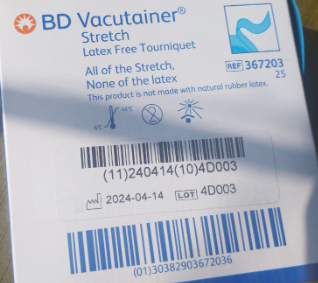 BD Vacutainer®
Stretch
Latex Free Tourniquet
All of the Stretch,
None of the latex
This product is not made with natural rubber latex.
REF 367203
25
(11)240414(10)4D003
2024-04-14 LOT 4D003
(01)30382903672036